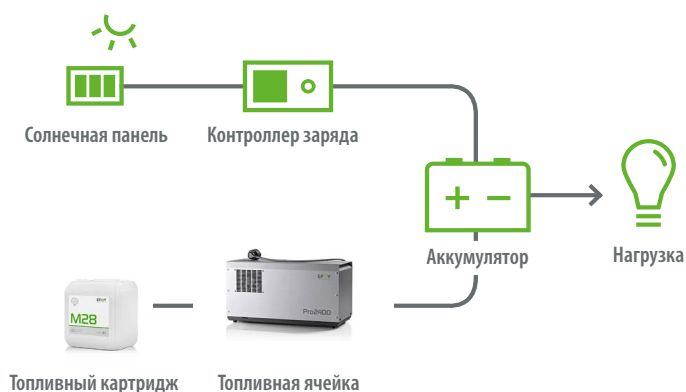 Солнечная панель
Контроллер заряда
+ −
Аккумулятор
Нагрузка
M28
Pro2400
Топливный картридж
Топливная ячейка